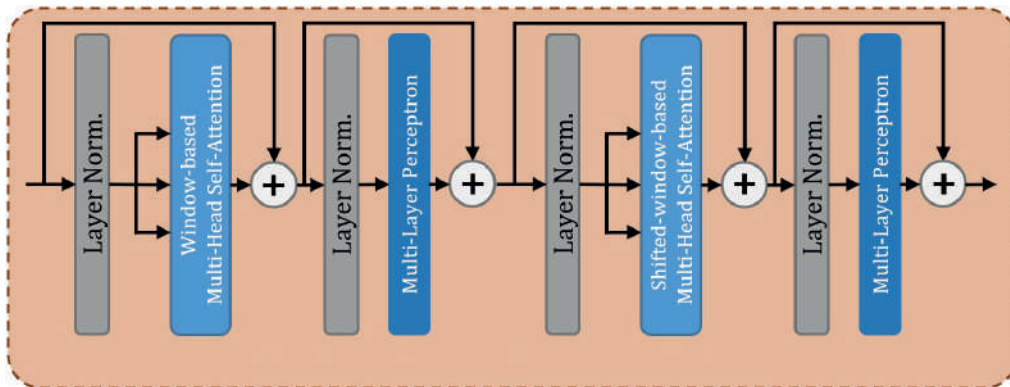 Layer Norm.
Window-based
Multi-Head Self-Attention
+
Layer Norm.
Multi-Layer Perceptron
+
Layer Norm.
Shifted-window-based
Multi-Head Self-Attention
+
Layer Norm.
Multi-Layer Perceptron
+